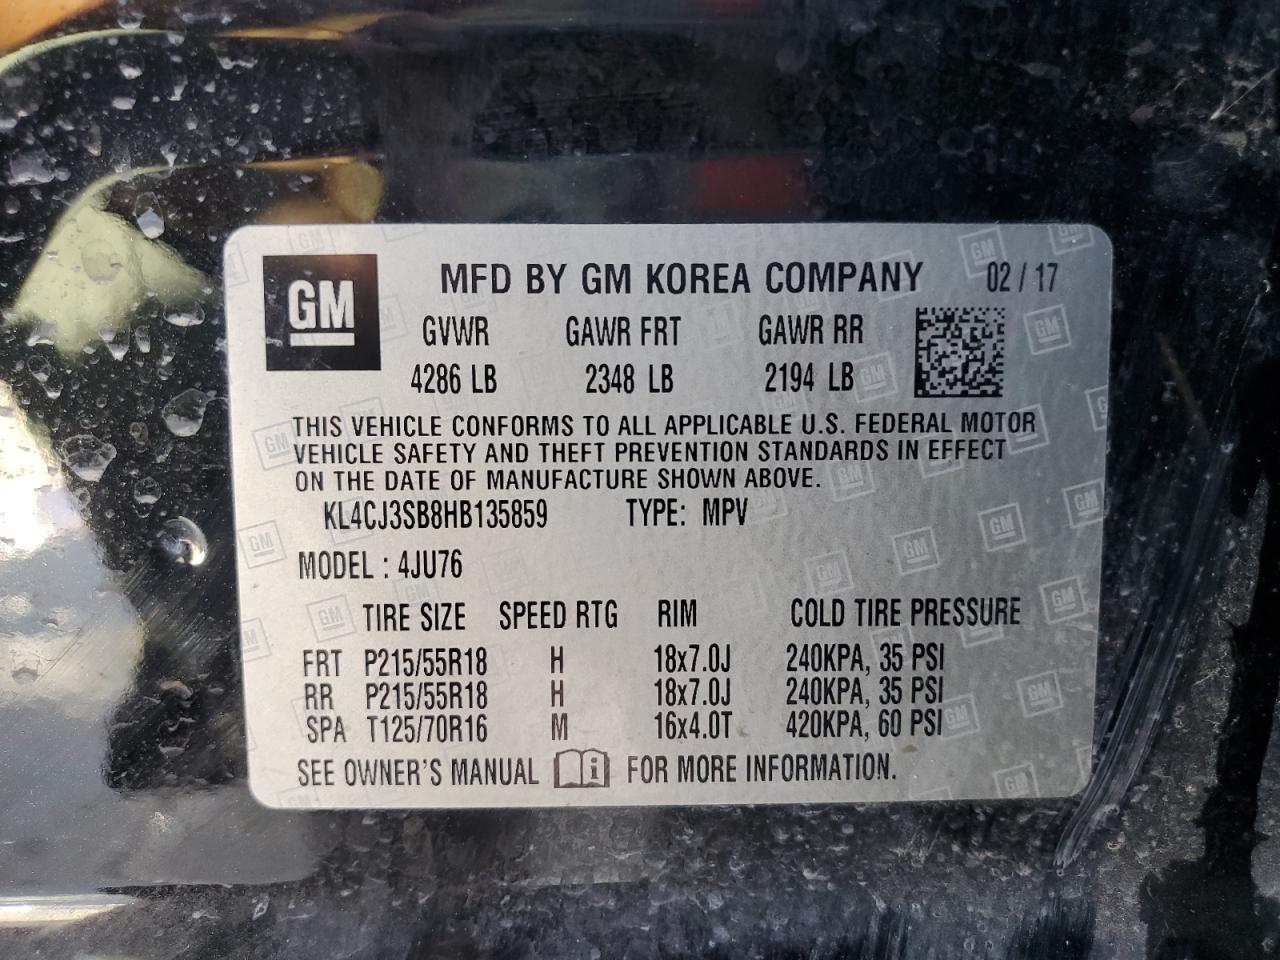 GM
MFD BY GM KOREA COMPANY 02 / 17
GVWR GAWR FRT GAWR RR
4286 LB 2348 LB 2194 LB
THIS VEHICLE CONFORMS TO ALL APPLICABLE U.S. FEDERAL MOTOR
VEHICLE SAFETY AND THEFT PREVENTION STANDARDS IN EFFECT
ON THE DATE OF MANUFACTURE SHOWN ABOVE.
KL4CJ3SB8HB135859 TYPE: MPV
MODEL : 4JU76
TIRE SIZE SPEED RTG RIM COLD TIRE PRESSURE
FRT P215/55R18 H 18x7.0J 240KPA, 35 PSI
RR P215/55R18 H 18x7.0J 240KPA, 35 PSI
SPA T125/70R16 M 16x4.0T 420KPA, 60 PSI
SEE OWNER'S MANUAL i FOR MORE INFORMATION.